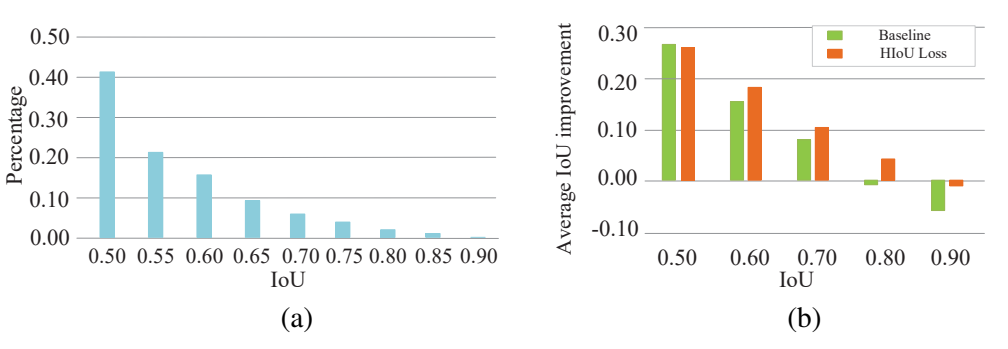 0.50
0.40
0.30
0.20
0.10
0.00
Percentage
0.50 0.55 0.60 0.65 0.70 0.75 0.80 0.85 0.90
IoU
(a)
0.30
0.20
0.10
0.00
-0.10
Average IoU improvement
Baseline
HIoU Loss
0.50 0.60 0.70 0.80 0.90
IoU
(b)